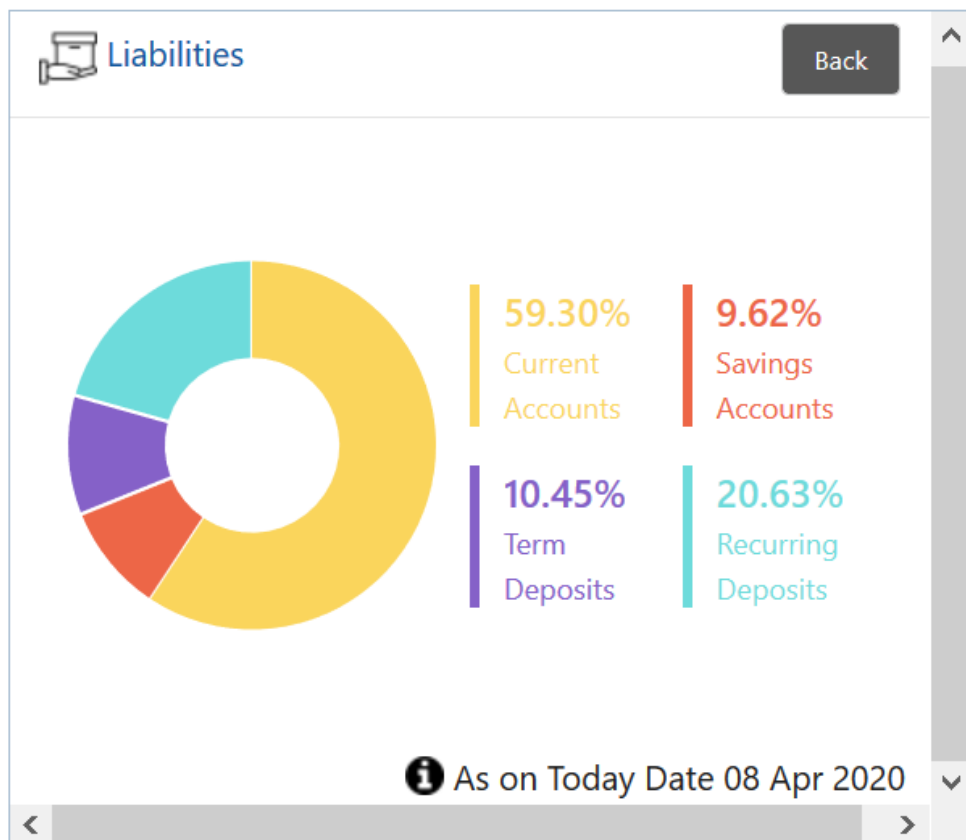 Liabilities
Back
59.30%
Current
Accounts
9.62%
Savings
Accounts
10.45%
Term
Deposits
20.63%
Recurring
Deposits
As on Today Date 08 Apr 2020